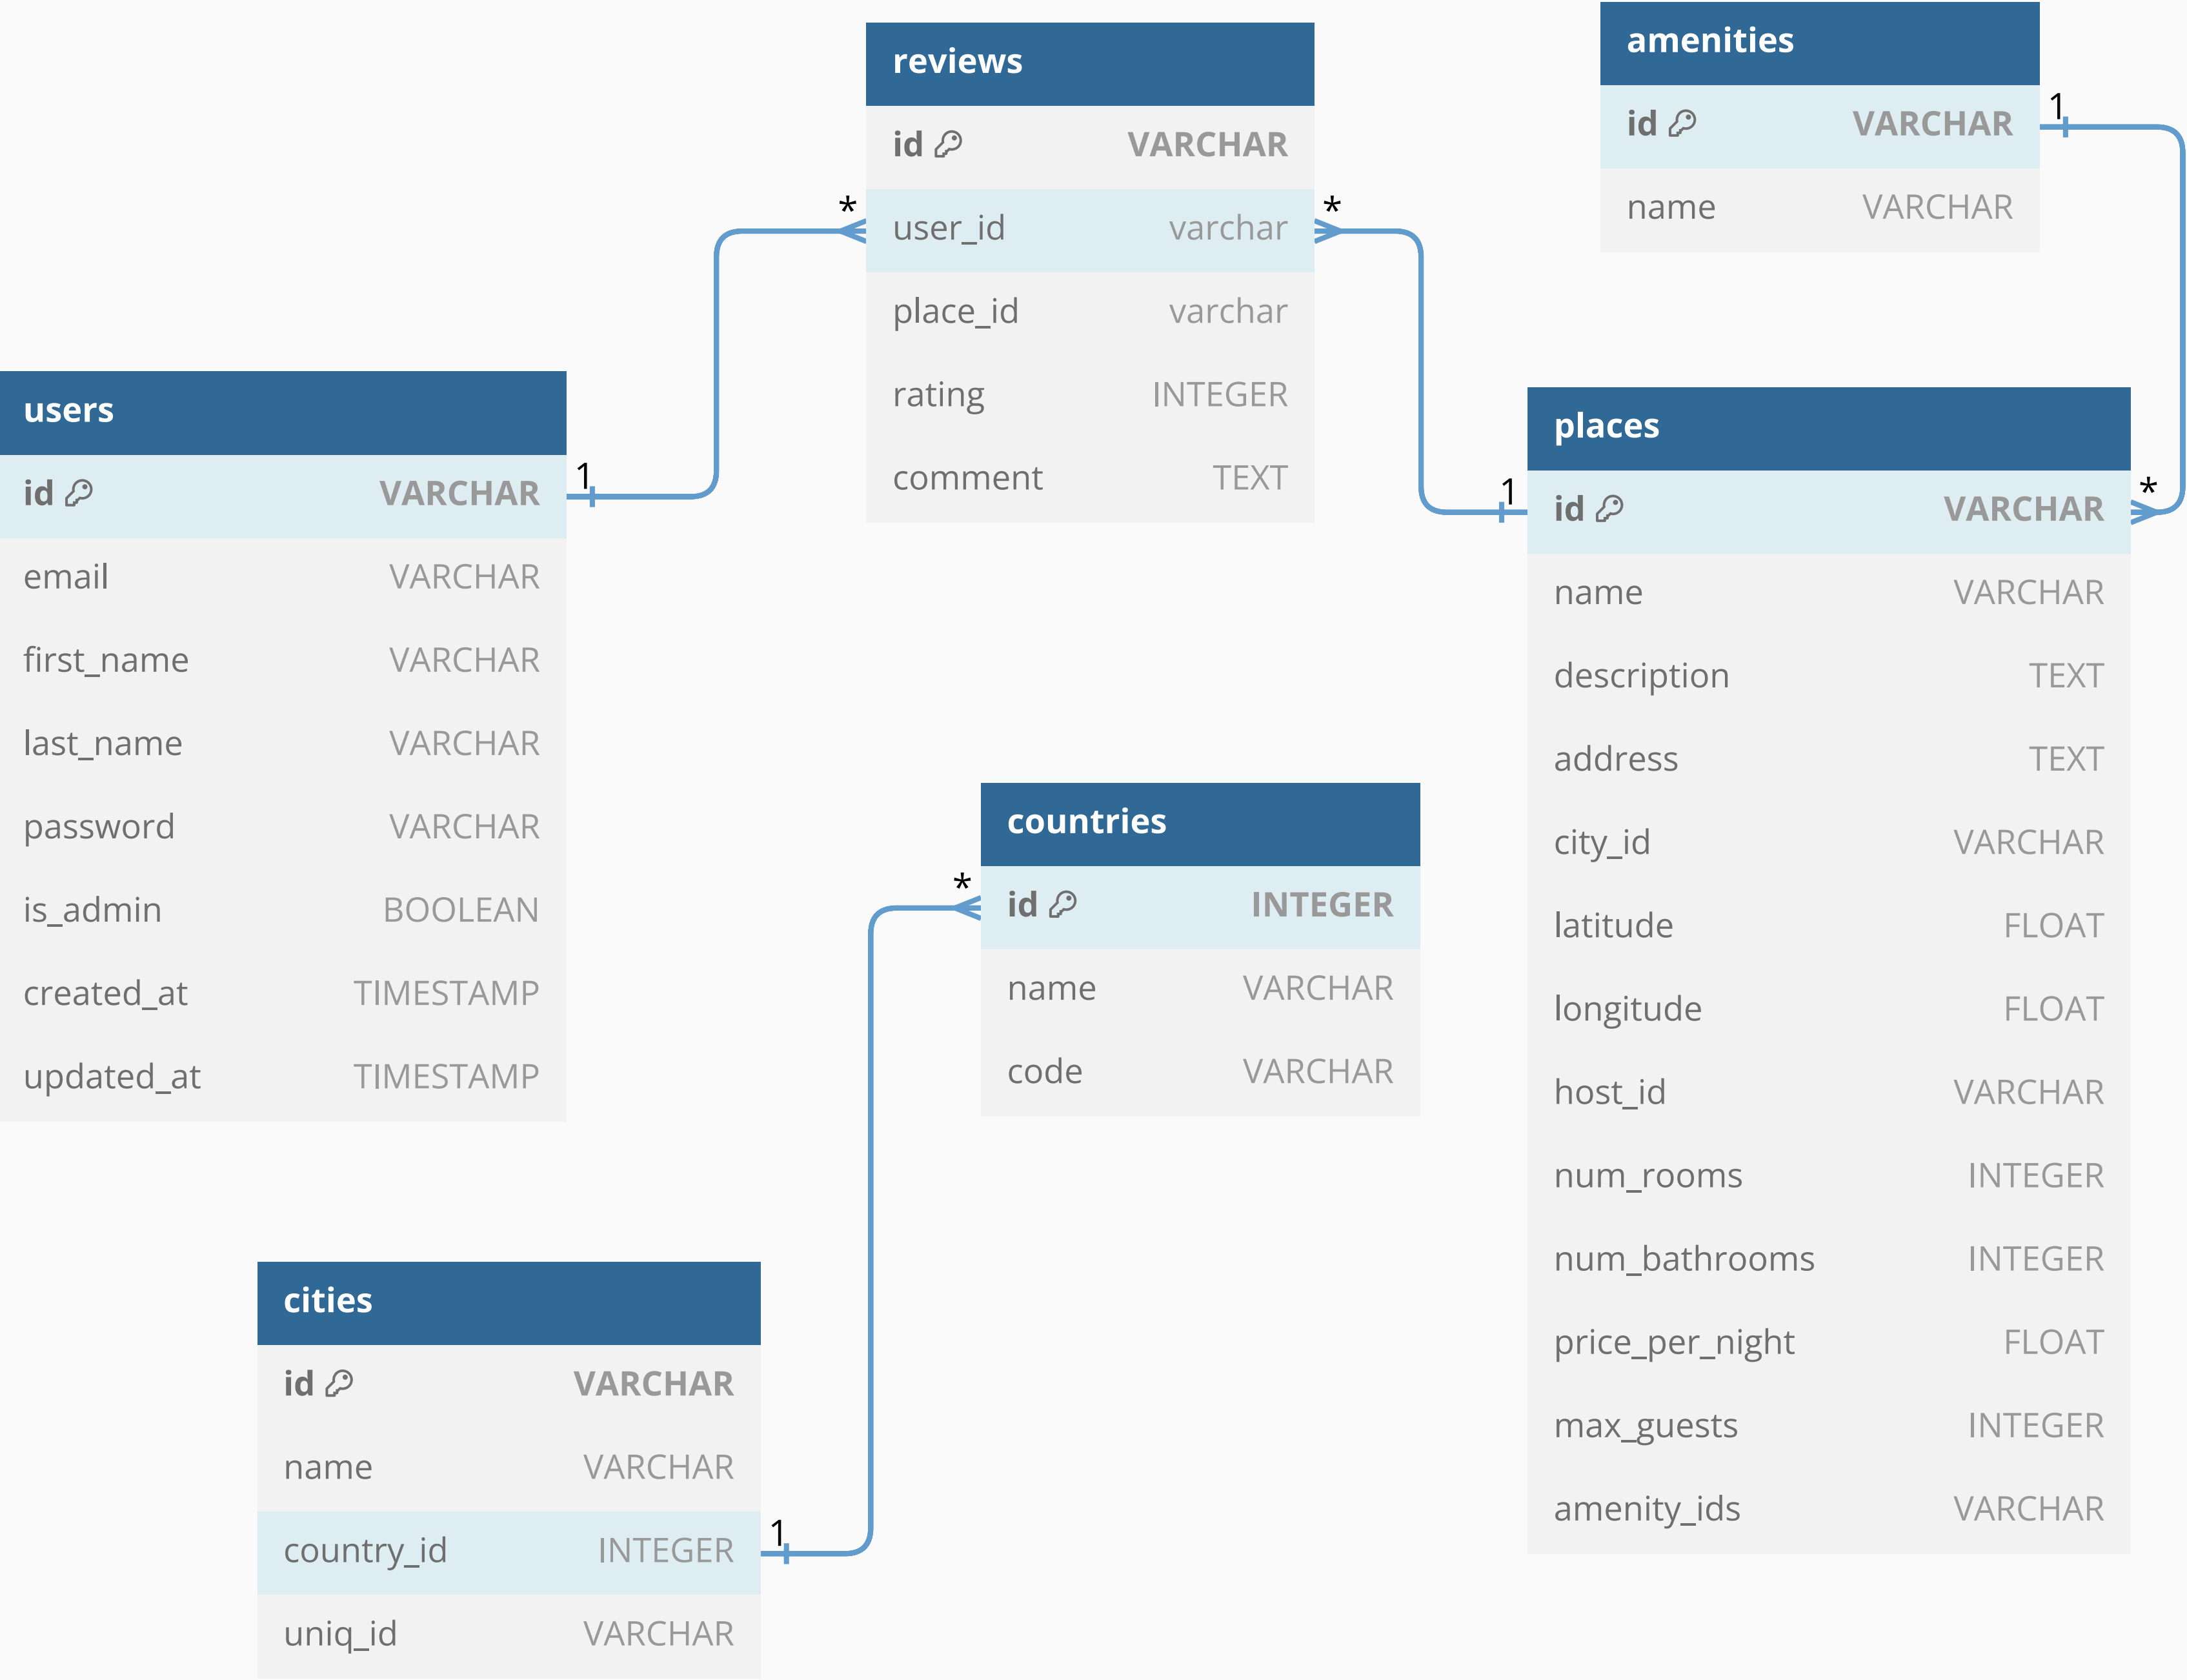 reviews
id VARCHAR
user_id varchar
place_id varchar
rating INTEGER
comment TEXT
* *
amenities
id VARCHAR
name VARCHAR
1
users
id VARCHAR
email VARCHAR
first_name VARCHAR
last_name VARCHAR
password VARCHAR
is_admin BOOLEAN
created_at TIMESTAMP
updated_at TIMESTAMP
1
places
id VARCHAR
name VARCHAR
description TEXT
address TEXT
city_id VARCHAR
latitude FLOAT
longitude FLOAT
host_id VARCHAR
num_rooms INTEGER
num_bathrooms INTEGER
price_per_night FLOAT
max_guests INTEGER
amenity_ids VARCHAR
1 *
countries
id INTEGER
name VARCHAR
code VARCHAR
*
cities
id VARCHAR
name VARCHAR
country_id INTEGER
uniq_id VARCHAR
1